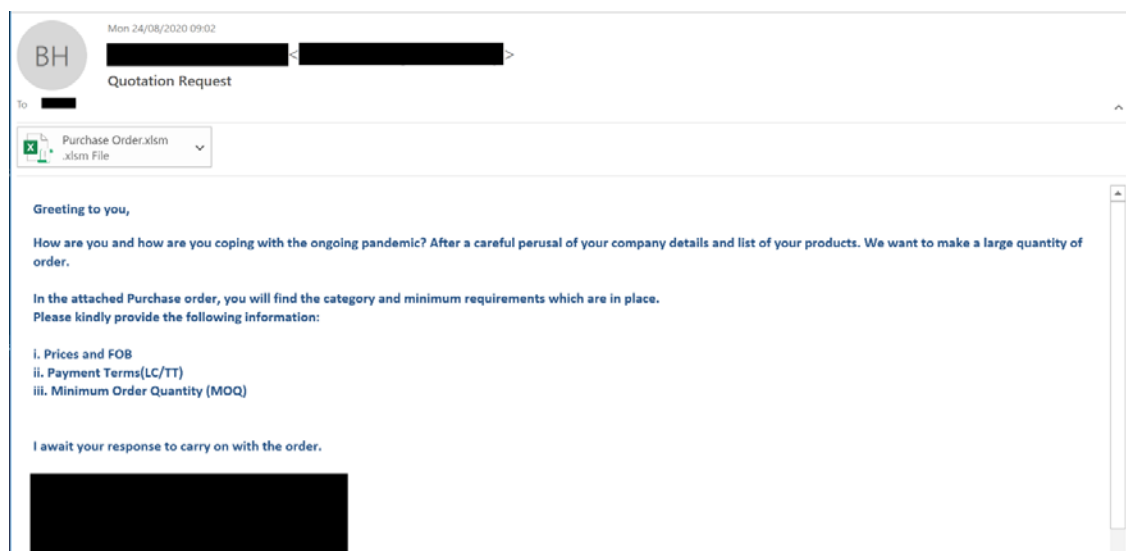 Mon 24/08/2020 09:02
BH
< >
Quotation Request
To
Purchase Order.xlsm
.xlsm File
Greeting to you,
How are you and how are you coping with the ongoing pandemic? After a careful perusal of your company details and list of your products. We want to make a large quantity of
order.
In the attached Purchase order, you will find the category and minimum requirements which are in place.
Please kindly provide the following information:
i. Prices and FOB
ii. Payment Terms(LC/TT)
iii. Minimum Order Quantity (MOQ)
I await your response to carry on with the order.